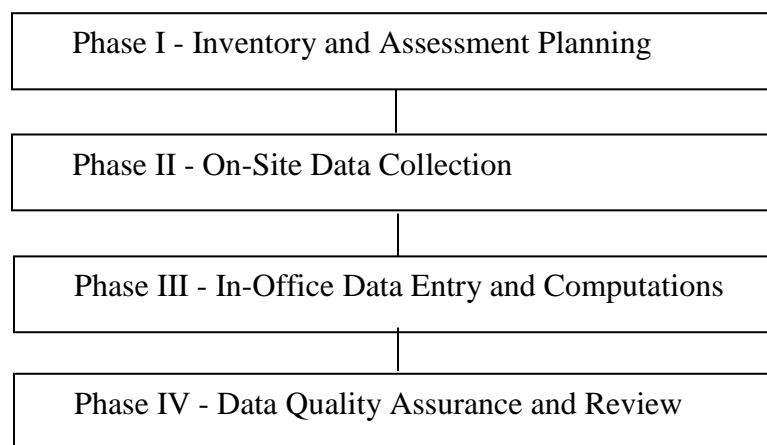 Phase I - Inventory and Assessment Planning
Phase II - On-Site Data Collection
Phase III - In-Office Data Entry and Computations
Phase IV - Data Quality Assurance and Review